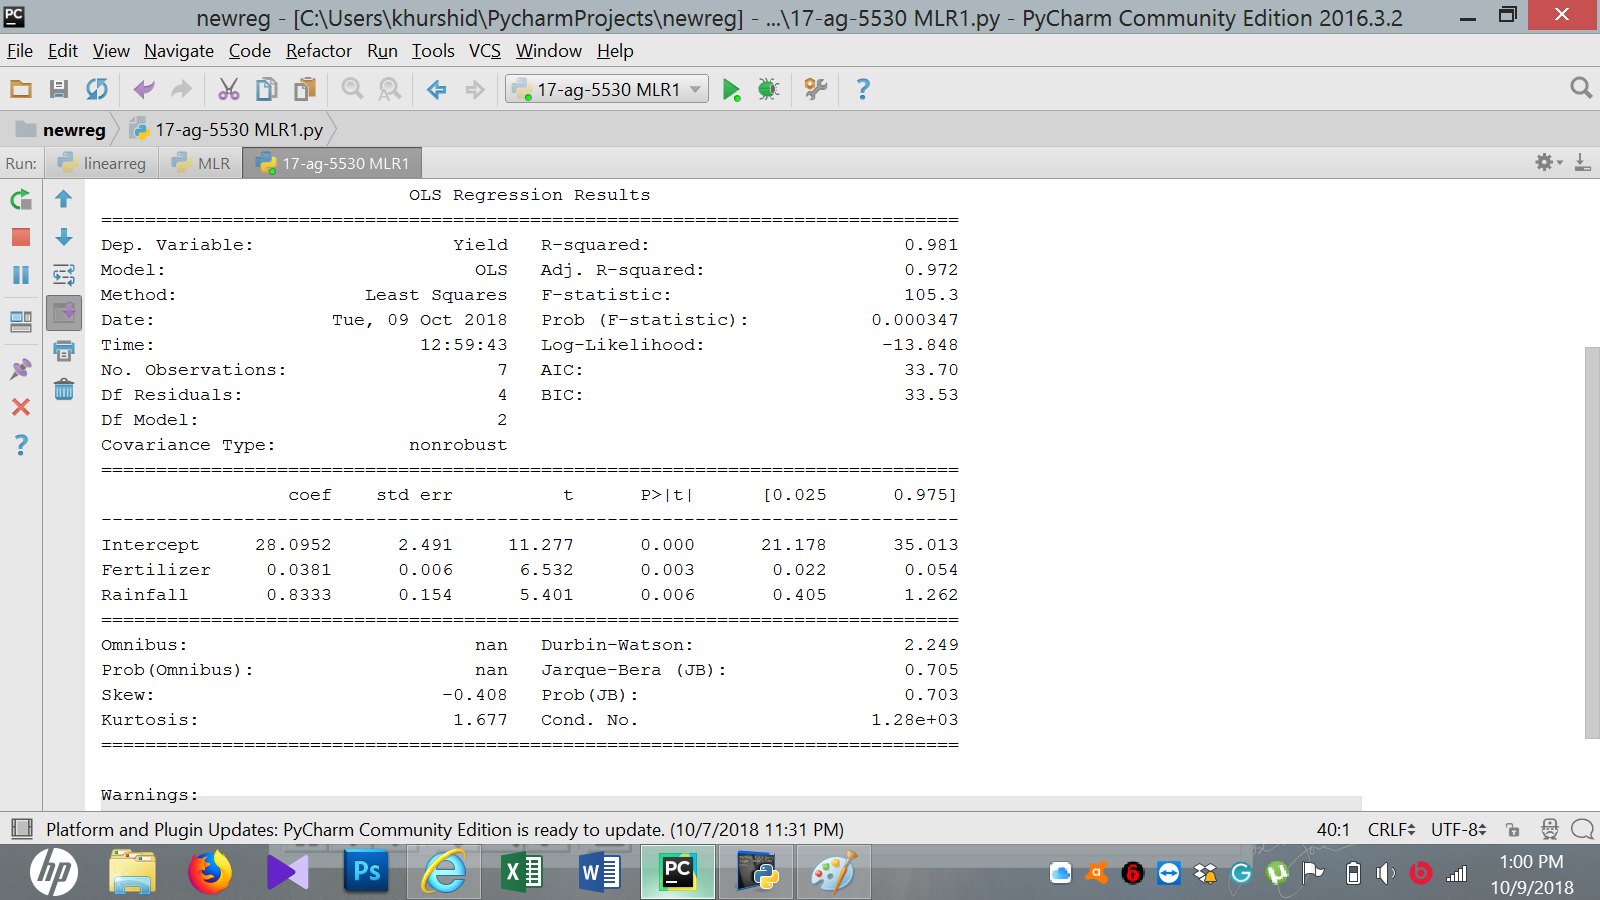 PC newreg - [C:\Users\khurshid\PycharmProjects\newreg] - ...\17-ag-5530 MLR1.py - PyCharm Community Edition 2016.3.2
File Edit View Navigate Code Refactor Run Tools VCS Window Help
17-ag-5530 MLR1
newreg 17-ag-5530 MLR1.py
Run: linearreg MLR 17-ag-5530 MLR1
OLS Regression Results
==============================================================================
Dep. Variable: Yield R-squared: 0.981
Model: OLS Adj. R-squared: 0.972
Method: Least Squares F-statistic: 105.3
Date: Tue, 09 Oct 2018 Prob (F-statistic): 0.000347
Time: 12:59:43 Log-Likelihood: -13.848
No. Observations: 7 AIC: 33.70
Df Residuals: 4 BIC: 33.53
Df Model: 2
Covariance Type: nonrobust
==============================================================================
coef std err t P>|t| [0.025 0.975]
------------------------------------------------------------------------------
Intercept 28.0952 2.491 11.277 0.000 21.178 35.013
Fertilizer 0.0381 0.006 6.532 0.003 0.022 0.054
Rainfall 0.8333 0.154 5.401 0.006 0.405 1.262
==============================================================================
Omnibus: nan Durbin-Watson: 2.249
Prob(Omnibus): nan Jarque-Bera (JB): 0.705
Skew: -0.408 Prob(JB): 0.703
Kurtosis: 1.677 Cond. No. 1.28e+03
==============================================================================
Warnings:
Platform and Plugin Updates: PyCharm Community Edition is ready to update. (10/7/2018 11:31 PM) 40:1 CRLF UTF-8
hp Ps PC 1:00 PM
10/9/2018